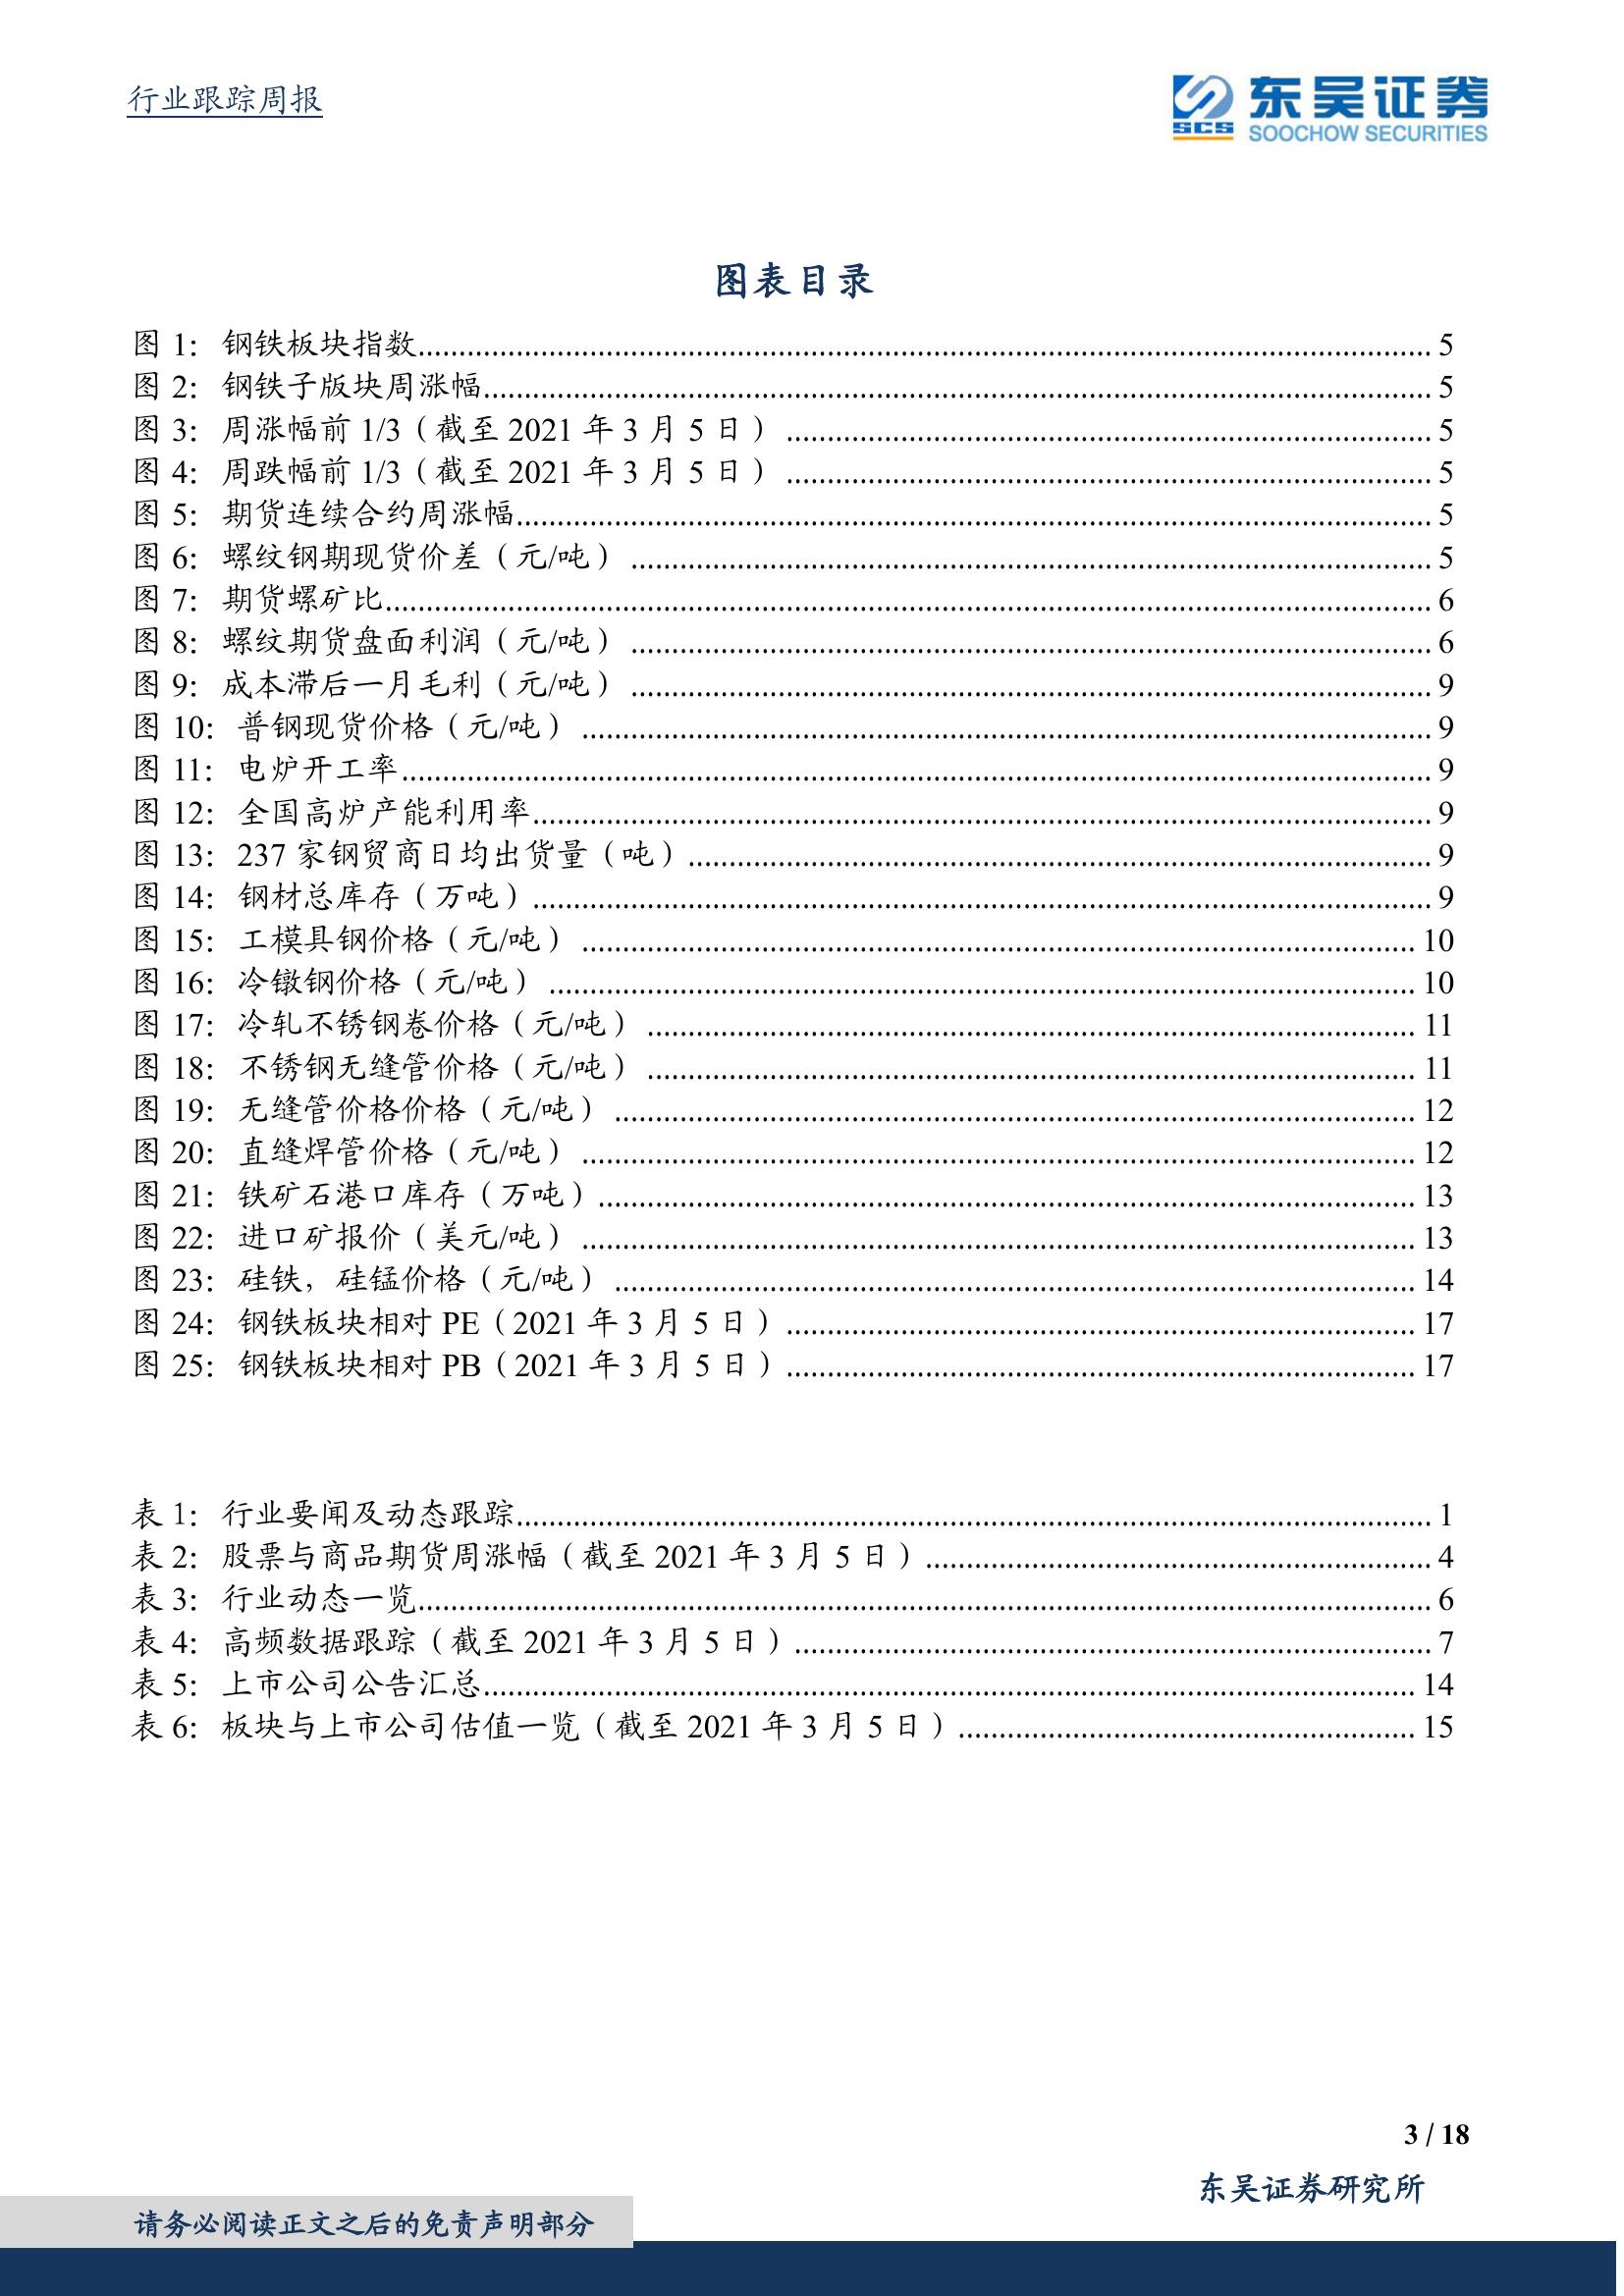 行业跟踪周报
SCS 东吴证券
SOOCHOW SECURITIES
图表目录
图 1：钢铁板块指数 5
图 2：钢铁子版块周涨幅 5
图 3：周涨幅前 1/3（截至 2021 年 3 月 5 日） 5
图 4：周跌幅前 1/3（截至 2021 年 3 月 5 日） 5
图 5：期货连续合约周涨幅 5
图 6：螺纹钢期现货价差（元/吨） 5
图 7：期货螺矿比 6
图 8：螺纹期货盘面利润（元/吨） 6
图 9：成本滞后一月毛利（元/吨） 9
图 10：普钢现货价格（元/吨） 9
图 11：电炉开工率 9
图 12：全国高炉产能利用率 9
图 13：237 家钢贸商日均出货量（吨） 9
图 14：钢材总库存（万吨） 9
图 15：工模具钢价格（元/吨） 10
图 16：冷镦钢价格（元/吨） 10
图 17：冷轧不锈钢卷价格（元/吨） 11
图 18：不锈钢无缝管价格（元/吨） 11
图 19：无缝管价格价格（元/吨） 12
图 20：直缝焊管价格（元/吨） 12
图 21：铁矿石港口库存（万吨） 13
图 22：进口矿报价（美元/吨） 13
图 23：硅铁，硅锰价格（元/吨） 14
图 24：钢铁板块相对 PE（2021 年 3 月 5 日） 17
图 25：钢铁板块相对 PB（2021 年 3 月 5 日） 17
表 1：行业要闻及动态跟踪 1
表 2：股票与商品期货周涨幅（截至 2021 年 3 月 5 日） 4
表 3：行业动态一览 6
表 4：高频数据跟踪（截至 2021 年 3 月 5 日） 7
表 5：上市公司公告汇总 14
表 6：板块与上市公司估值一览（截至 2021 年 3 月 5 日） 15
3 / 18
东吴证券研究所
请务必阅读正文之后的免责声明部分